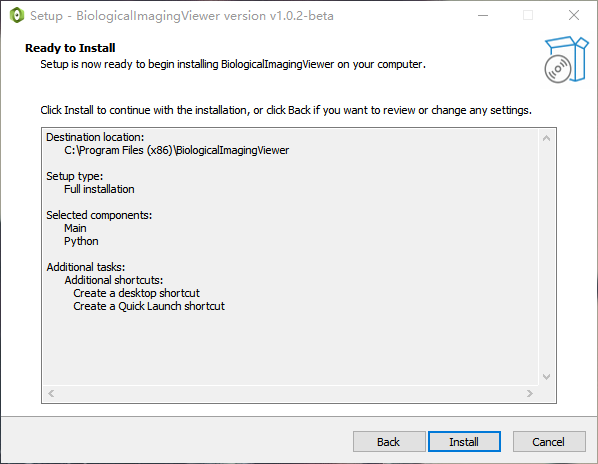 Setup - BiologicalImagingViewer version v1.0.2-beta
Ready to Install
Setup is now ready to begin installing BiologicalImagingViewer on your computer.
Click Install to continue with the installation, or click Back if you want to review or change any settings.
Destination location:
C:\Program Files (x86)\BiologicalImagingViewer
Setup type:
Full installation
Selected components:
Main
Python
Additional tasks:
Additional shortcuts:
Create a desktop shortcut
Create a Quick Launch shortcut
Back
Install
Cancel